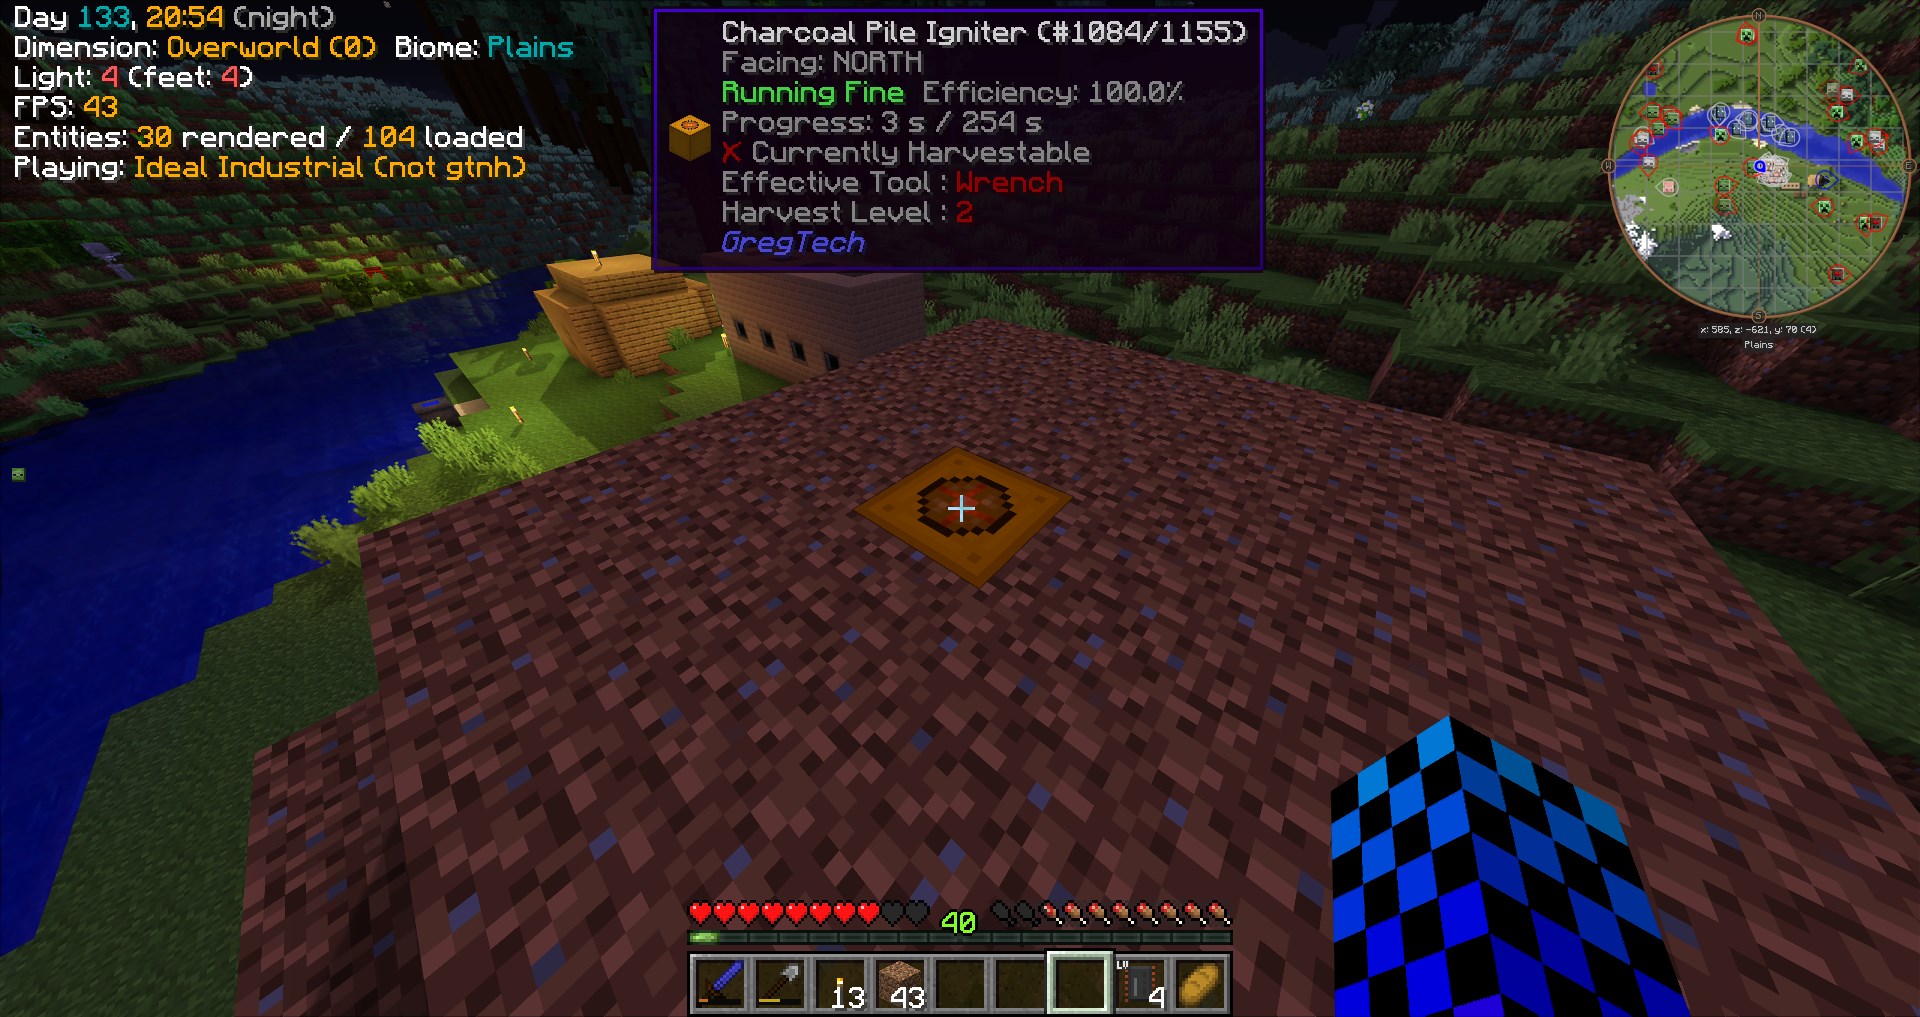 Day 133, 20:54 (night)
Dimension: Overworld (0) Biome: Plains
Light: 4 (feet: 4)
FPS: 43
Entities: 30 rendered / 104 loaded
Playing: Ideal Industrial (not gtnh)
Charcoal Pile Igniter (#1084/1155)
Facing: NORTH
Running Fine Efficiency: 100.0%
Progress: 3 s / 254 s
X Currently Harvestable
Effective Tool : Wrench
Harvest Level : 2
GregTech
N
W
E
S
x: 505, z: -621, y: 70 (4)
Plains
40
13
43
LV
4